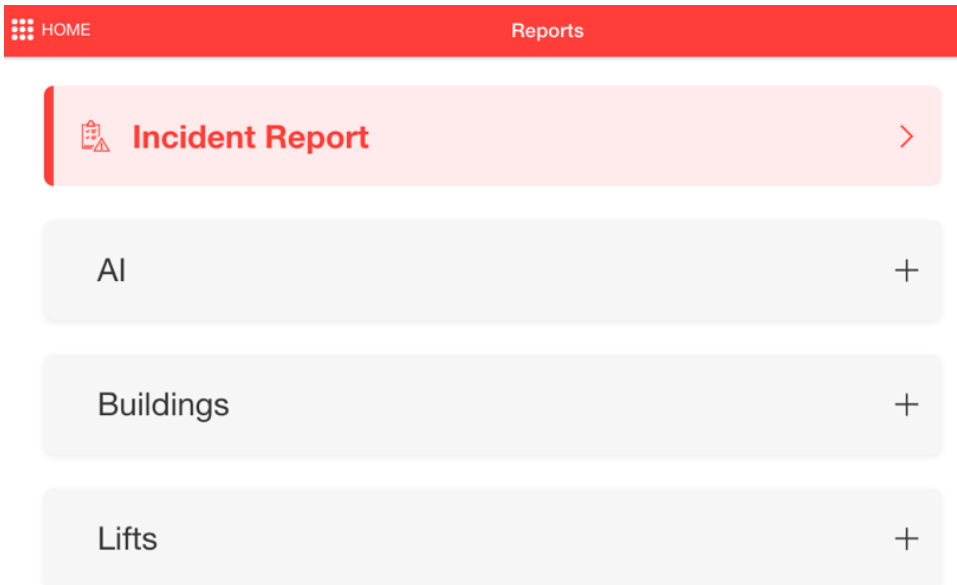 HOME
Reports
Incident Report
AI
Buildings
Lifts